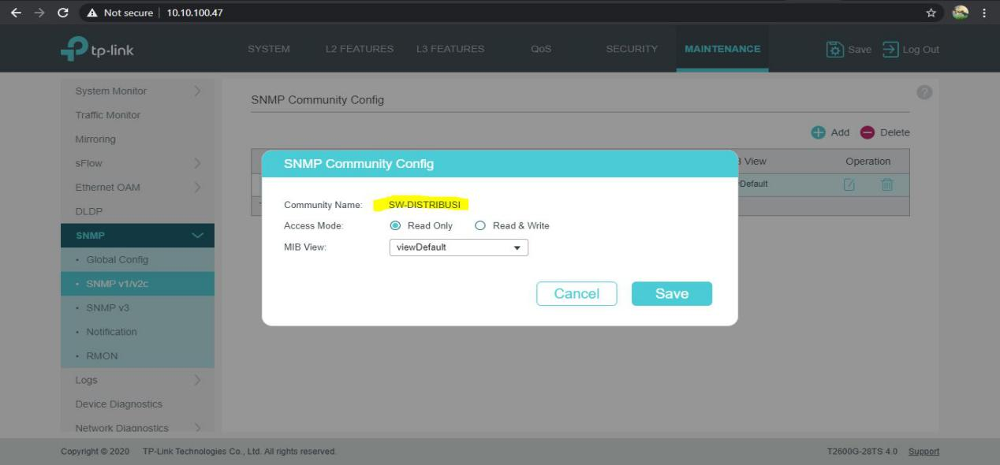 Not secure | 10.10.100.47
tp-link SYSTEM L2 FEATURES L3 FEATURES QoS SECURITY MAINTENANCE Save Log Out
System Monitor
Traffic Monitor
Mirroring
sFlow
Ethernet OAM
DLDP
SNMP
Global Config
SNMP v1/v2c
SNMP v3
Notification
RMON
Logs
Device Diagnostics
Network Diagnostics
SNMP Community Config
Add Delete
View Operation
Default
SNMP Community Config
Community Name: SW-DISTRIBUSI
Access Mode: Read Only Read & Write
MIB View: viewDefault
Cancel Save
Copyright © 2020 TP-Link Technologies Co., Ltd. All rights reserved. T2600G-28TS 4.0 Support